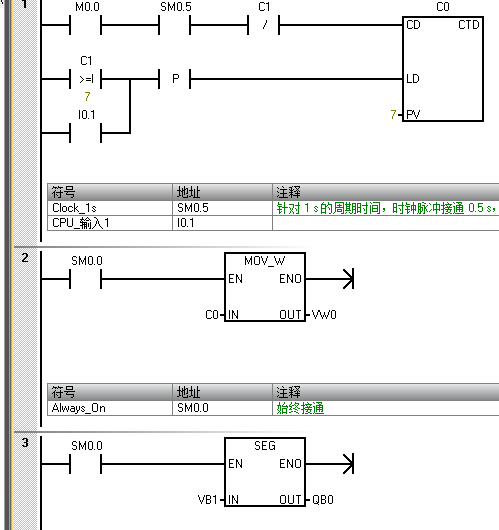 1
M0.0 SM0.5 C1 C0
/ CD CTD
C1
>=I P LD
7
I0.1 7 PV
符号 地址 注释
Clock_1s SM0.5 针对 1 s 的周期时间，时钟脉冲接通 0.5 s，
CPU_输入1 I0.1
2
SM0.0 MOV_W
EN ENO
C0 IN OUT VW0
符号 地址 注释
Always_On SM0.0 始终接通
3
SM0.0 SEG
EN ENO
VB1 IN OUT QB0